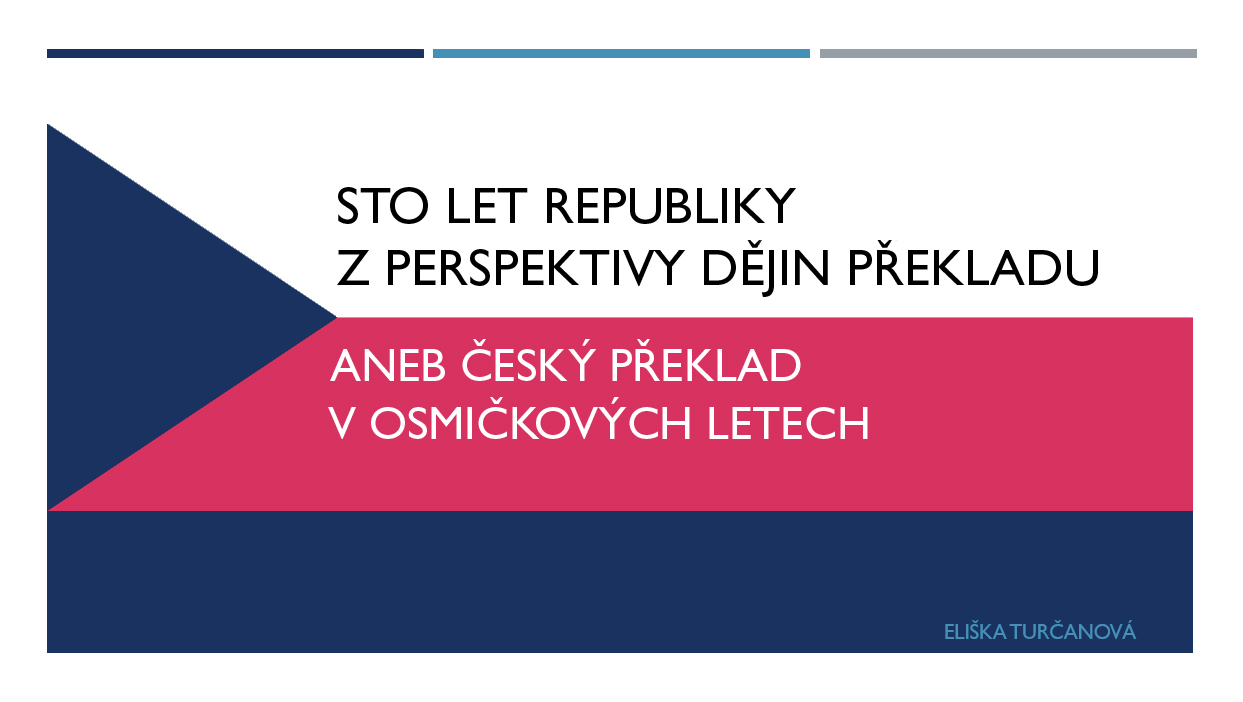 STO LET REPUBLIKY
Z PERSPEKTIVY DĚJIN PŘEKLADU
ANEB ČESKÝ PŘEKLAD
V OSMIČKOVÝCH LETECH
ELIŠKA TURČANOVÁ